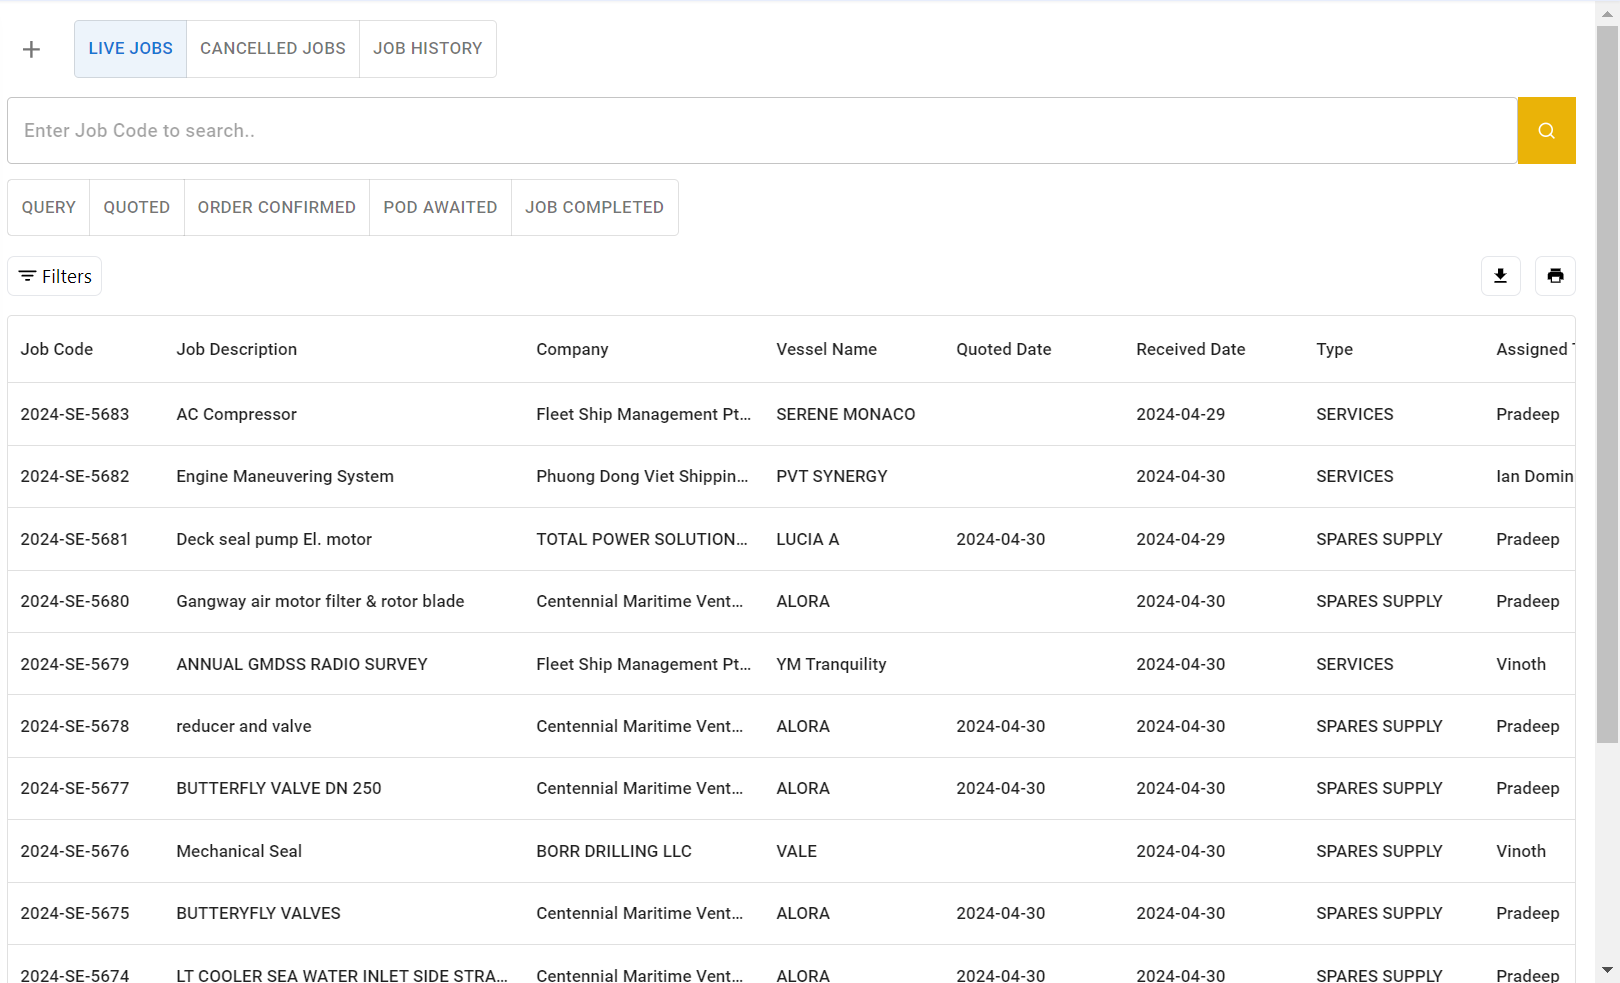 LIVE JOBS CANCELLED JOBS JOB HISTORY
Enter Job Code to search..
QUERY QUOTED ORDER CONFIRMED POD AWAITED JOB COMPLETED
Filters
Job Code Job Description Company Vessel Name Quoted Date Received Date Type Assigned
2024-SE-5683 AC Compressor Fleet Ship Management Pt... SERENE MONACO 2024-04-29 SERVICES Pradeep
2024-SE-5682 Engine Maneuvering System Phuong Dong Viet Shippin... PVT SYNERGY 2024-04-30 SERVICES Ian Domin
2024-SE-5681 Deck seal pump El. motor TOTAL POWER SOLUTION... LUCIA A 2024-04-30 2024-04-29 SPARES SUPPLY Pradeep
2024-SE-5680 Gangway air motor filter & rotor blade Centennial Maritime Vent... ALORA 2024-04-30 SPARES SUPPLY Pradeep
2024-SE-5679 ANNUAL GMDSS RADIO SURVEY Fleet Ship Management Pt... YM Tranquility 2024-04-30 SERVICES Vinoth
2024-SE-5678 reducer and valve Centennial Maritime Vent... ALORA 2024-04-30 2024-04-30 SPARES SUPPLY Pradeep
2024-SE-5677 BUTTERFLY VALVE DN 250 Centennial Maritime Vent... ALORA 2024-04-30 2024-04-30 SPARES SUPPLY Pradeep
2024-SE-5676 Mechanical Seal BORR DRILLING LLC VALE 2024-04-30 SPARES SUPPLY Vinoth
2024-SE-5675 BUTTERYFLY VALVES Centennial Maritime Vent... ALORA 2024-04-30 2024-04-30 SPARES SUPPLY Pradeep
2024-SE-5674 LT COOLER SEA WATER INLET SIDE STRA... Centennial Maritime Vent... ALORA 2024-04-30 2024-04-30 SPARES SUPPLY Pradeep